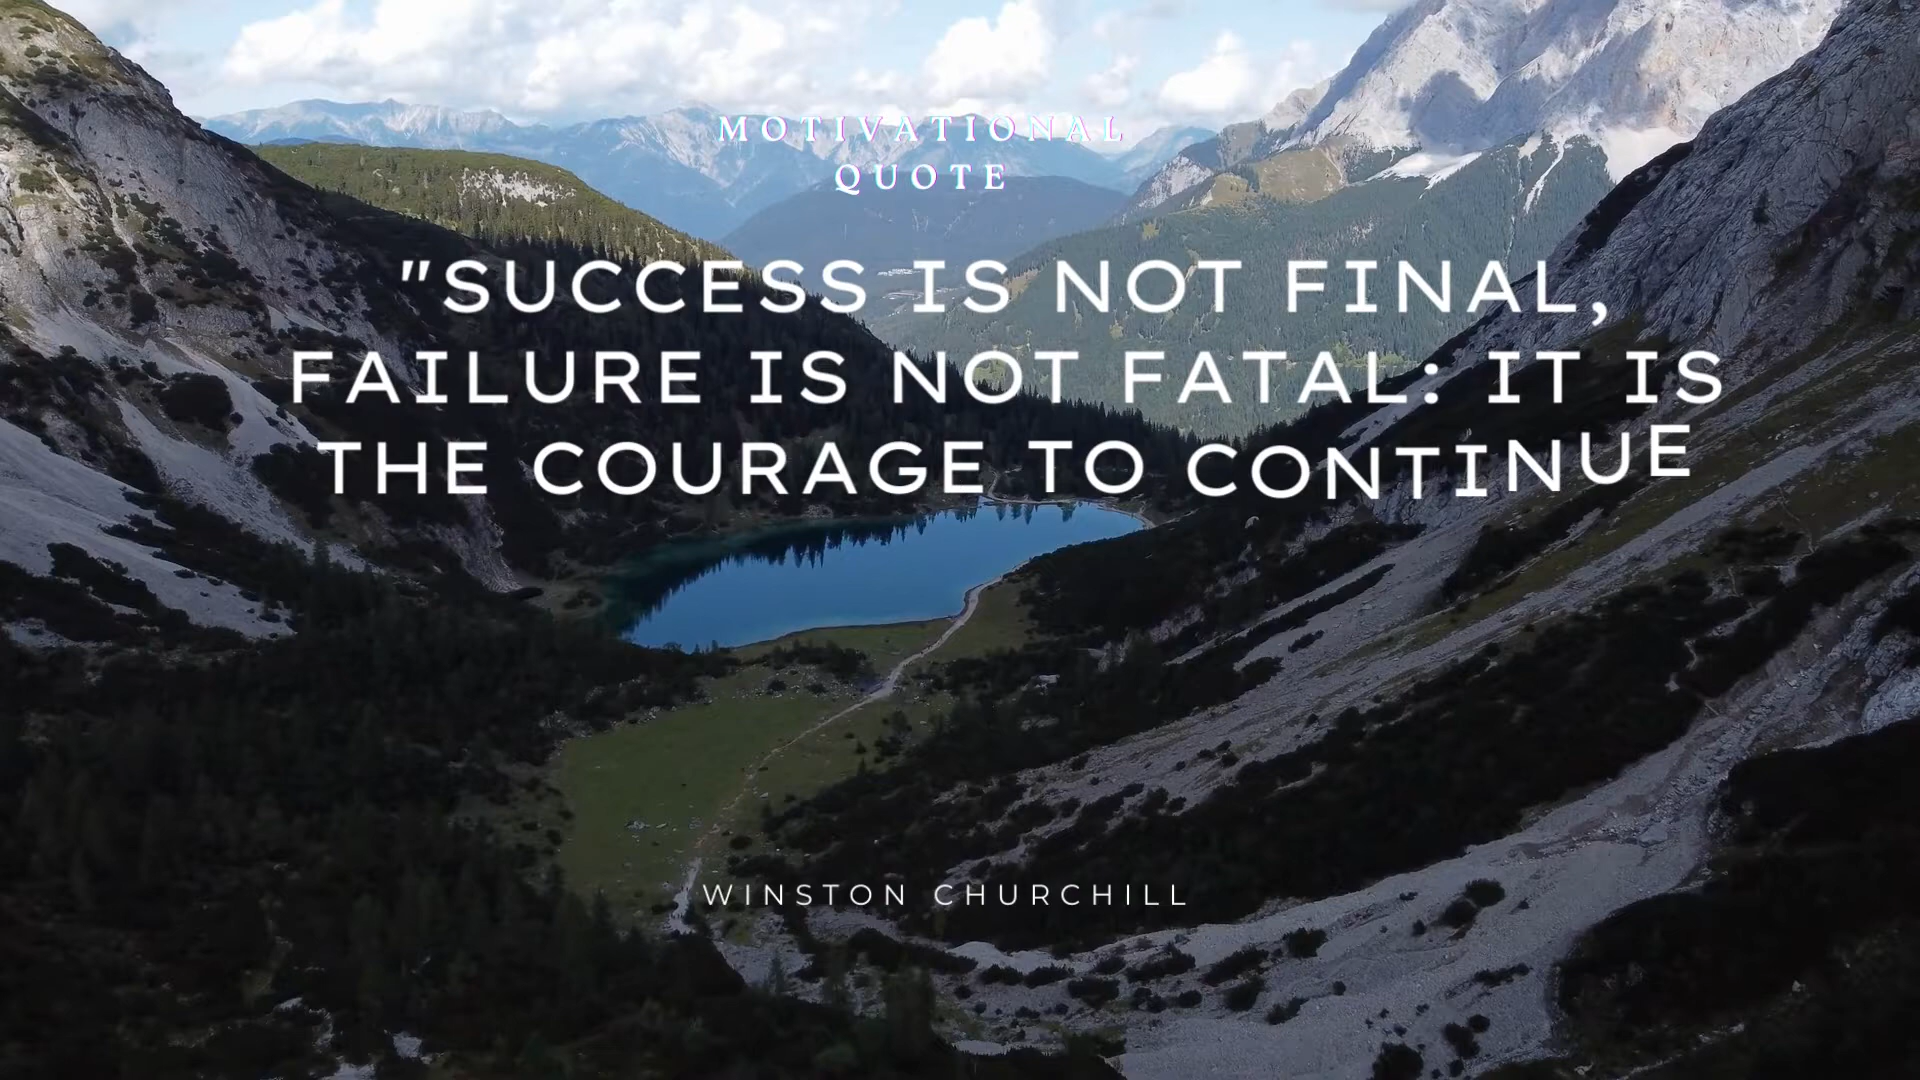 MOTIVATIONAL
QUOTE
"SUCCESS IS NOT FINAL,
FAILURE IS NOT FATAL: IT IS
THE COURAGE TO CONTINUE
WINSTON CHURCHILL